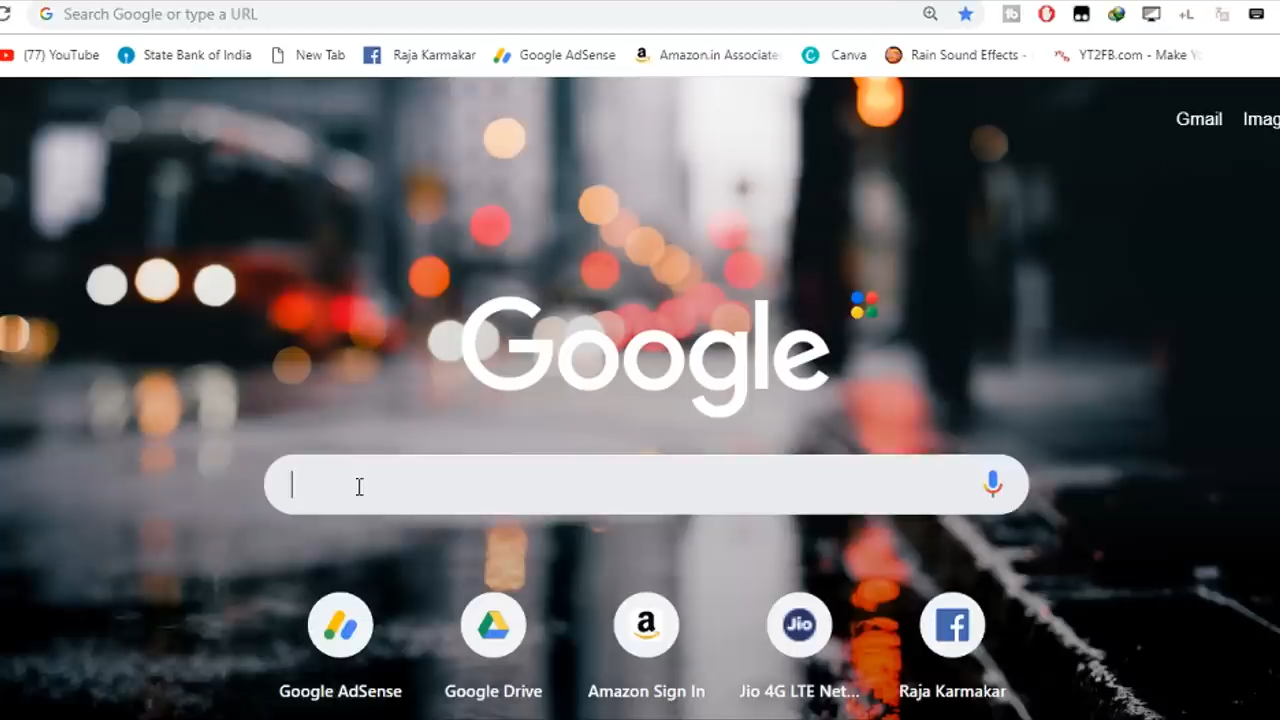 Search Google or type a URL
(77) YouTube State Bank of India New Tab Raja Karmakar Google AdSense Amazon.in Associate Canva Rain Sound Effects - YT2FB.com - Make Y
Gmail Imag
Google
Google AdSense Google Drive Amazon Sign In Jio 4G LTE Net... Raja Karmakar